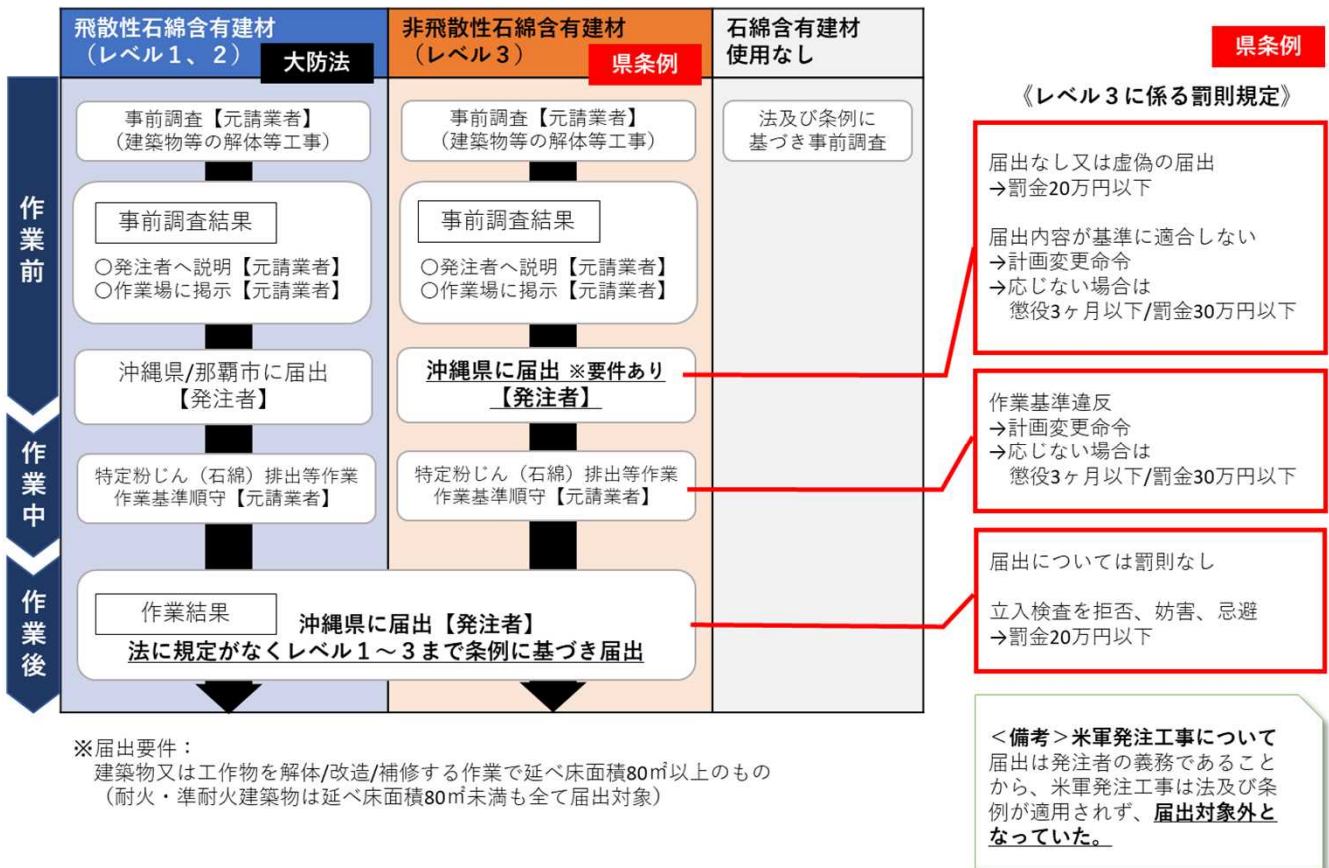 飛散性石綿含有建材
（レベル１、２）
大防法
非飛散性石綿含有建材
（レベル３）
県条例
石綿含有建材
使用なし
作業前
事前調査【元請業者】
（建築物等の解体等工事）
事前調査【元請業者】
（建築物等の解体等工事）
法及び条例に
基づき事前調査
事前調査結果
○発注者へ説明【元請業者】
○作業場に掲示【元請業者】
事前調査結果
○発注者へ説明【元請業者】
○作業場に掲示【元請業者】
沖縄県/那覇市に届出
【発注者】
沖縄県に届出 ※要件あり
【発注者】
作業中
特定粉じん（石綿）排出等作業
作業基準順守【元請業者】
特定粉じん（石綿）排出等作業
作業基準順守【元請業者】
作業後
作業結果
沖縄県に届出【発注者】
法に規定がなくレベル１～３まで条例に基づき届出
県条例
《レベル３に係る罰則規定》
届出なし又は虚偽の届出
→罰金20万円以下
届出内容が基準に適合しない
→計画変更命令
→応じない場合は
懲役3ヶ月以下/罰金30万円以下
作業基準違反
→計画変更命令
→応じない場合は
懲役3ヶ月以下/罰金30万円以下
届出については罰則なし
立入検査を拒否、妨害、忌避
→罰金20万円以下
※届出要件：
建築物又は工作物を解体/改造/補修する作業で延べ床面積80㎡以上のもの
（耐火・準耐火建築物は延べ床面積80㎡未満も全て届出対象）
＜備考＞米軍発注工事について
届出は発注者の義務であること
から、米軍発注工事は法及び条
例が適用されず、届出対象外と
なっていた。